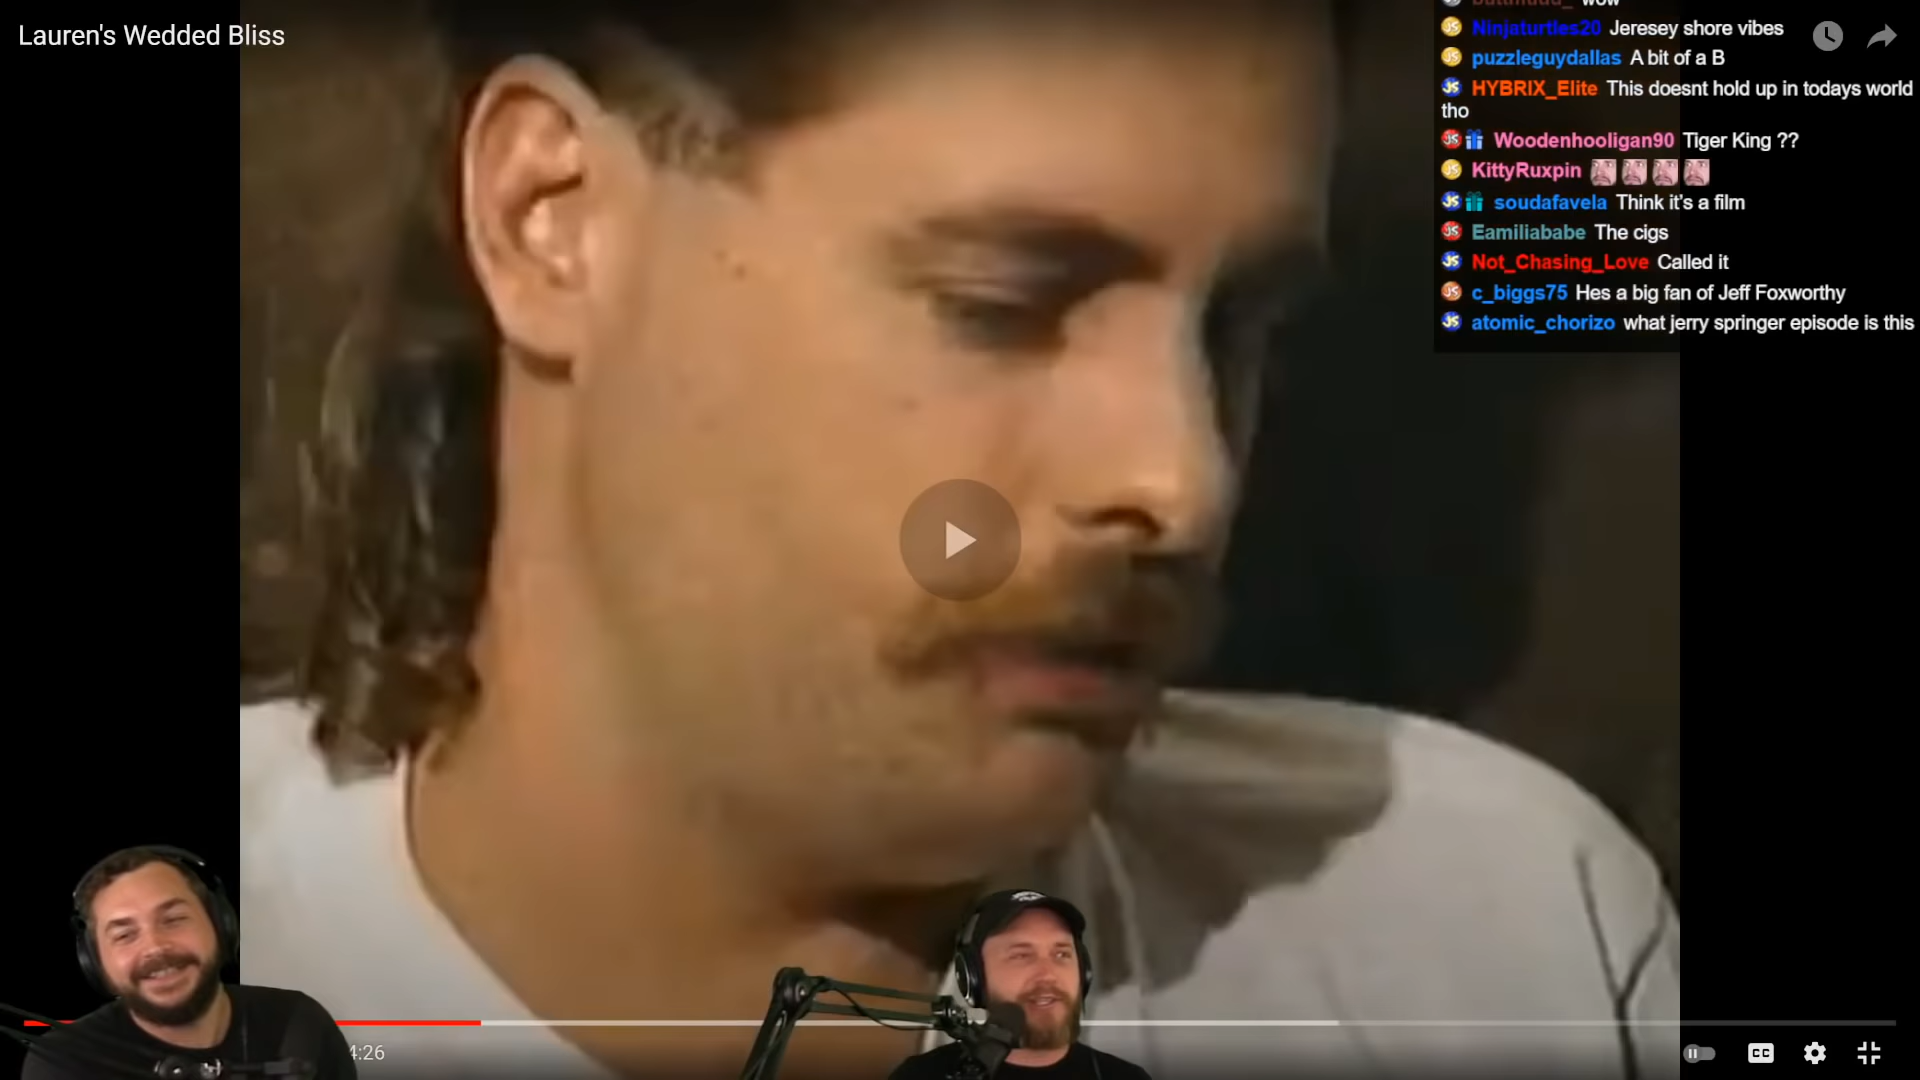 Lauren's Wedded Bliss
wow
Ninjaturtles20 Jeresey shore vibes
puzzleguydallas A bit of a B
HYBRIX_Elite This doesnt hold up in todays world
tho
Woodenhooligan90 Tiger King ??
KittyRuxpin
soudafavela Think it's a film
Eamiliababe The cigs
Not_Chasing_Love Called it
c_biggs75 Hes a big fan of Jeff Foxworthy
atomic_chorizo what jerry springer episode is this
4:26
CC